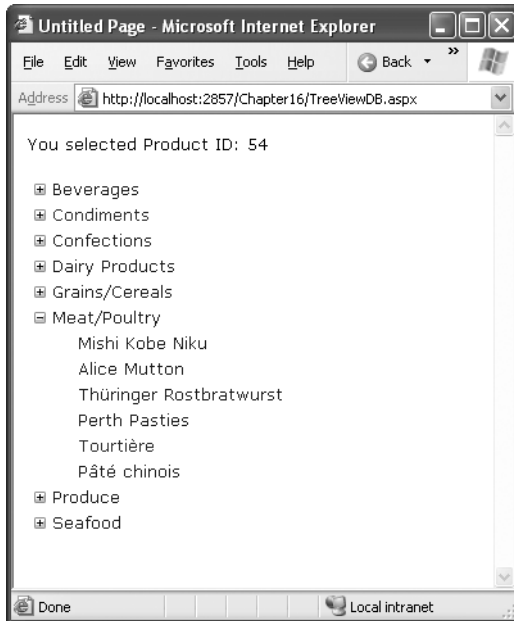 Untitled Page - Microsoft Internet Explorer
File Edit View Favorites Tools Help Back »
Address http://localhost:2857/Chapter16/TreeViewDB.aspx
You selected Product ID: 54
Beverages
Condiments
Confections
Dairy Products
Grains/Cereals
Meat/Poultry
Mishi Kobe Niku
Alice Mutton
Thüringer Rostbratwurst
Perth Pasties
Tourtière
Pâté chinois
Produce
Seafood
Done Local intranet